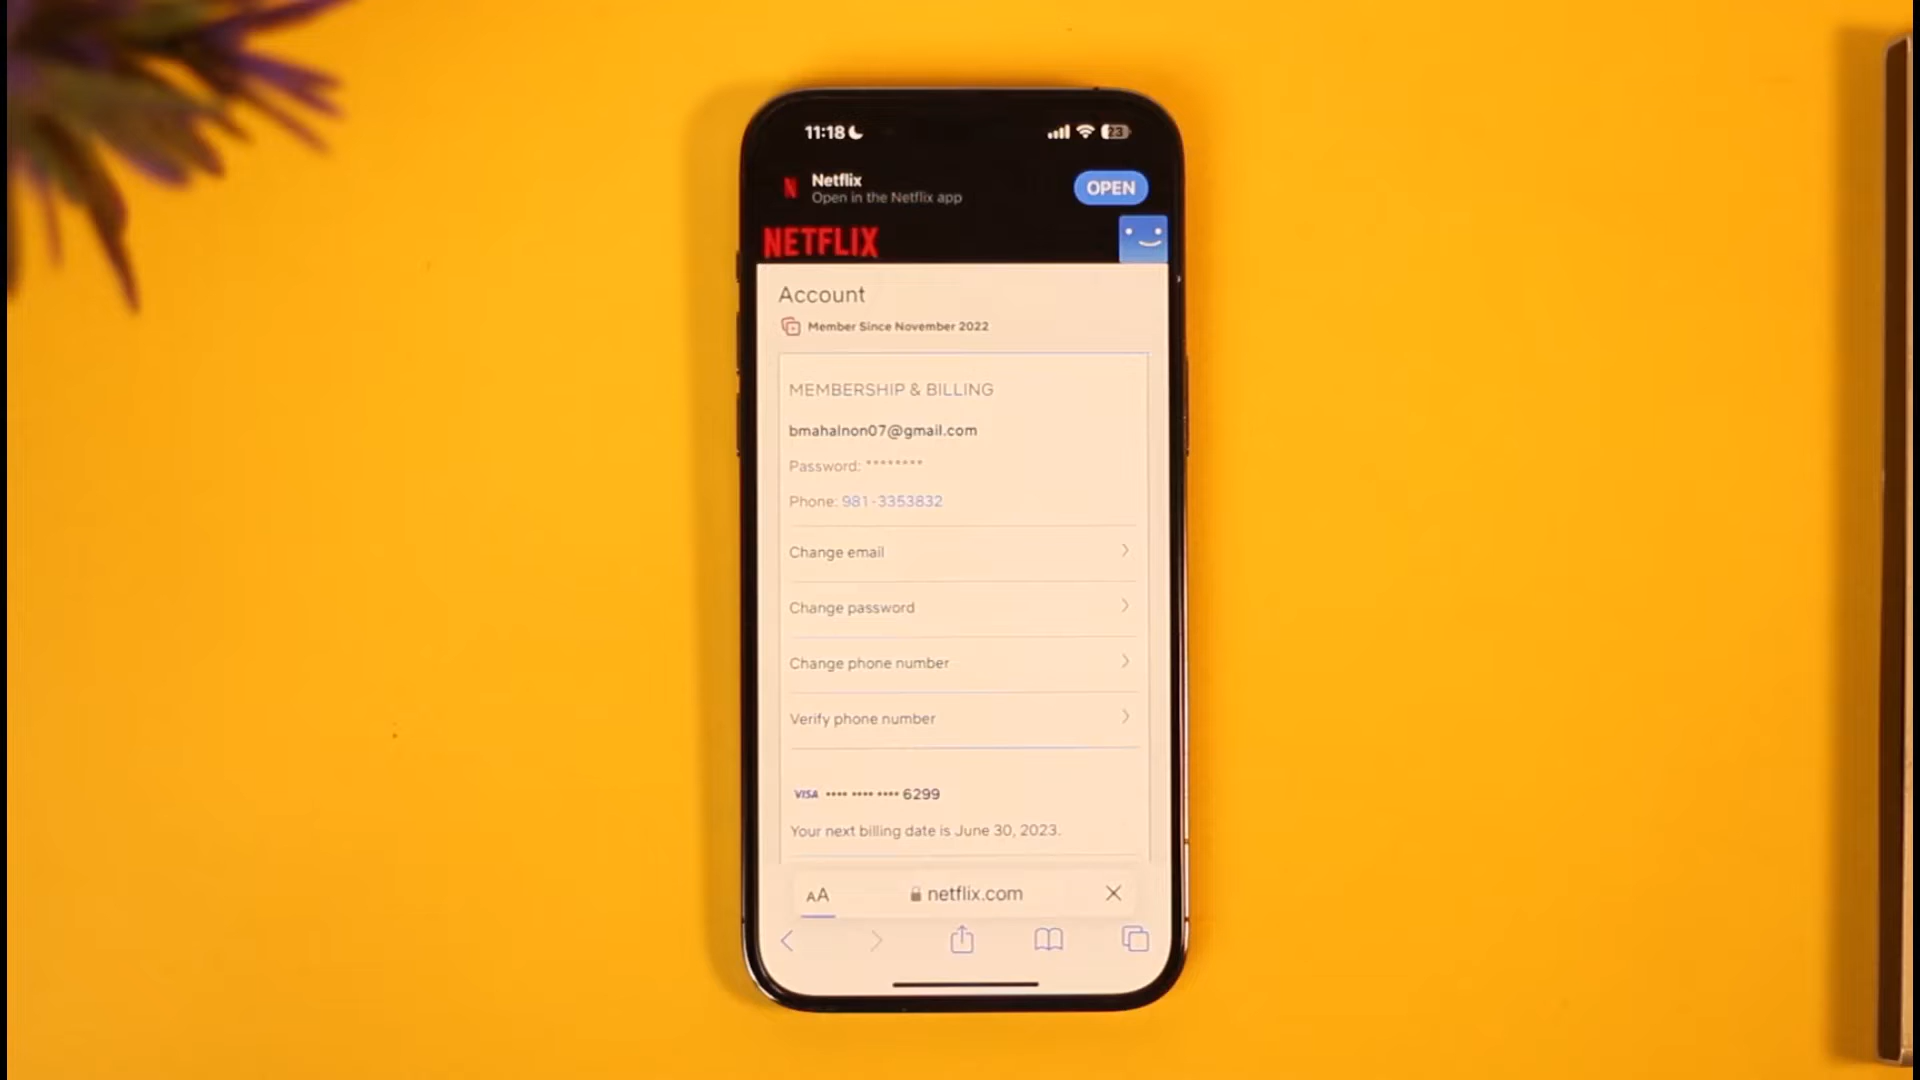 11:18
23
Netflix
Open in the Netflix app
OPEN
NETFLIX
Account
Member Since November 2022
MEMBERSHIP & BILLING
bmahalnon07@gmail.com
Password: ********
Phone: 981-3353832
Change email
Change password
Change phone number
Verify phone number
VISA •••• •••• •••• 6299
Your next billing date is June 30, 2023.
AA netflix.com